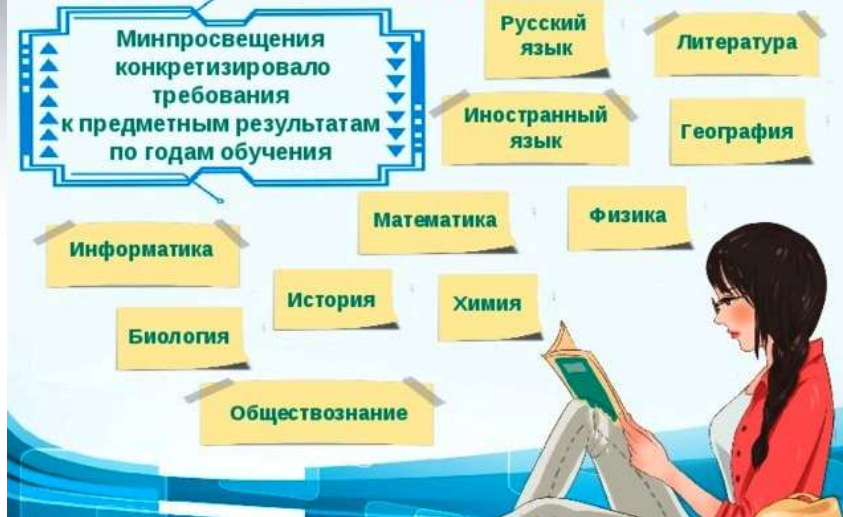 Минпросвещения
конкретизировало
требования
к предметным результатам
по годам обучения
Русский
язык
Литература
Иностранный
язык
География
Математика
Физика
Информатика
История
Химия
Биология
Обществознание